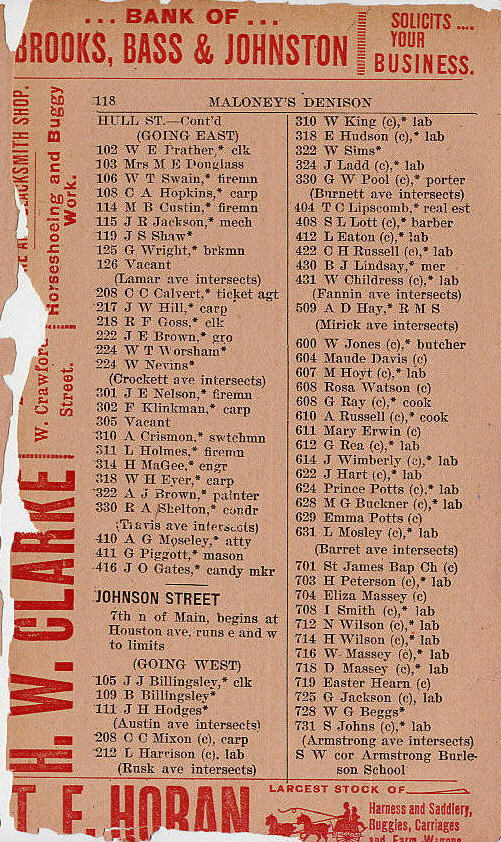 ... BANK OF ...
BROOKS, BASS & JOHNSTON
SOLICITS ....
YOUR
BUSINESS.
118 MALONEY'S DENISON
HULL ST.—Cont'd
(GOING EAST)
102 W E Prather,* clk
103 Mrs M E Douglass
106 W T Swain,* firemn
108 C A Hopkins,* carp
114 M B Custin,* firemn
115 J R Jackson,* mech
119 J S Shaw*
125 G Wright,* brkmn
126 Vacant
(Lamar ave intersects)
208 C C Calvert,* ticket agt
217 J W Hill,* carp
218 R F Goss,* clk
222 J E Brown,* gro
224 W T Worsham*
224 W Nevins*
(Crockett ave intersects)
301 J E Nelson,* firemn
302 F Klinkman,* carp
305 Vacant
310 A Crismon,* swtchmn
311 L Holmes,* firemn
314 H MaGee,* engr
318 W H Eyer,* carp
322 A J Brown,* painter
330 R A Shelton,* condr
(Travis ave intersects)
410 A G Moseley,* atty
411 G Piggott,* mason
416 J O Gates,* candy mkr
JOHNSON STREET
7th n of Main, begins at
Houston ave, runs e and w
to limits
(GOING WEST)
105 J J Billingsley,* clk
109 B Billingsley*
111 J H Hodges*
(Austin ave intersects)
208 C C Mixon (c), carp
212 L Harrison (c), lab
(Rusk ave intersects)
310 W King (c),* lab
318 E Hudson (c),* lab
322 W Sims*
324 J Ladd (c),* lab
330 G W Pool (c),* porter
(Burnett ave intersects)
404 T C Lipscomb,* real est
408 S L Lott (c),* barber
412 L Eaton (c),* lab
422 C H Russell (c),* lab
430 B J Lindsay,* mer
431 W Childress (c),* lab
(Fannin ave intersects)
509 A D Hay,* R M S
(Mirick ave intersects)
600 W Jones (c),* butcher
604 Maude Davis (c)
607 M Hoyt (c),* lab
608 Rosa Watson (c)
608 G Ray (c),* cook
610 A Russell (c),* cook
611 Mary Erwin (c)
612 G Rea (c),* lab
614 J Wimberly (c),* lab
622 J Hart (c),* lab
624 Prince Potts (c),* lab
628 M G Buckner (c),* lab
629 Emma Potts (c)
631 L Mosley (c),* lab
(Barret ave intersects)
701 St James Bap Ch (c)
703 H Peterson (c),* lab
704 Eliza Massey (c)
708 I Smith (c),* lab
712 N Wilson (c),* lab
714 H Wilson (c),* lab
716 W Massey (c),* lab
718 D Massey (c),* lab
719 Easter Hearn (c)
725 G Jackson (c), lab
728 W G Beggs*
731 S Johns (c),* lab
(Armstrong ave intersects)
S W cor Armstrong Burle-
son School
H. W. CLARKE
SMITH SHOP.
Horseshoeing and Buggy
Work.
W. Crawford
Street.
T. E. HORAN
LARGEST STOCK OF
Harness and Saddlery,
Buggies, Carriages
and Farm Wagons